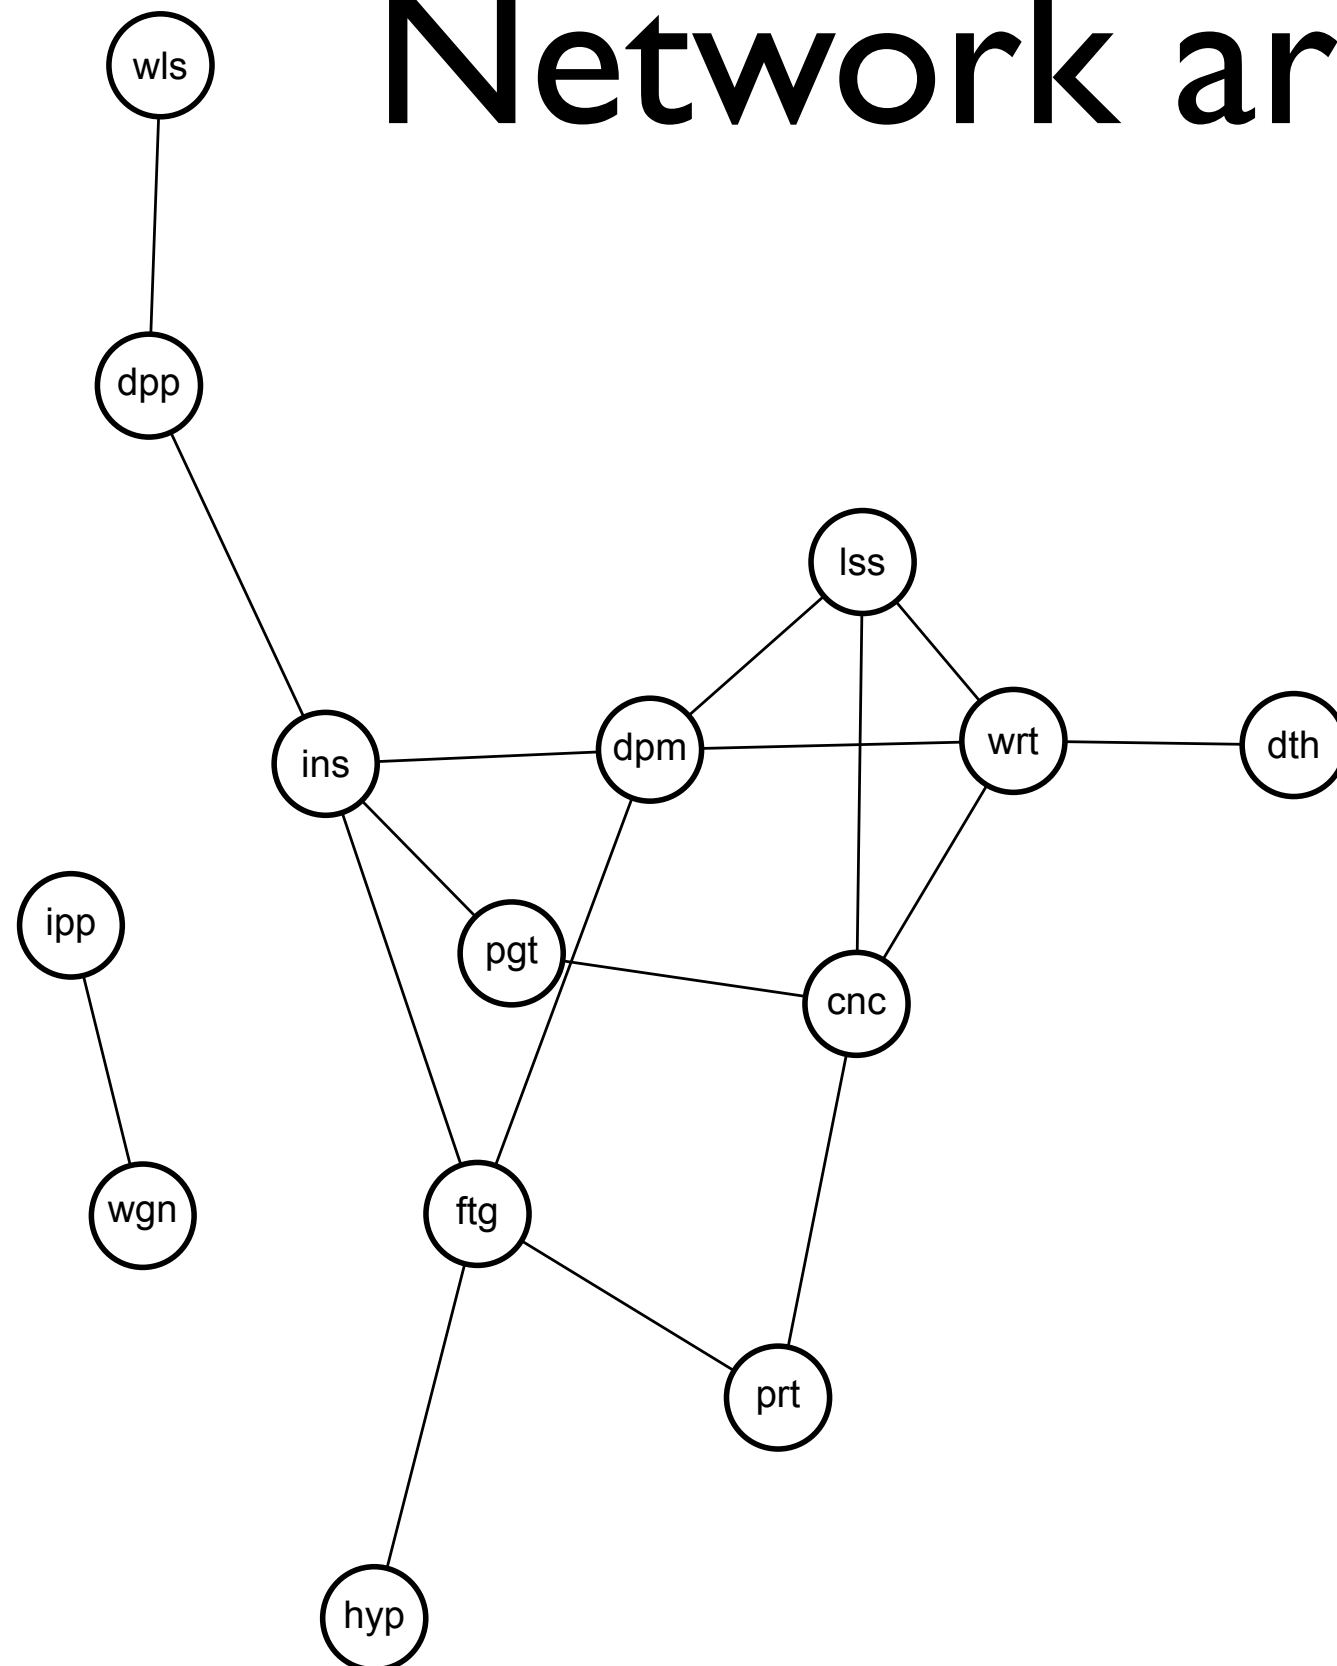 Network ar
wls
dpp
lss
ins
dpm
wrt
dth
ipp
pgt
cnc
wgn
ftg
prt
hyp